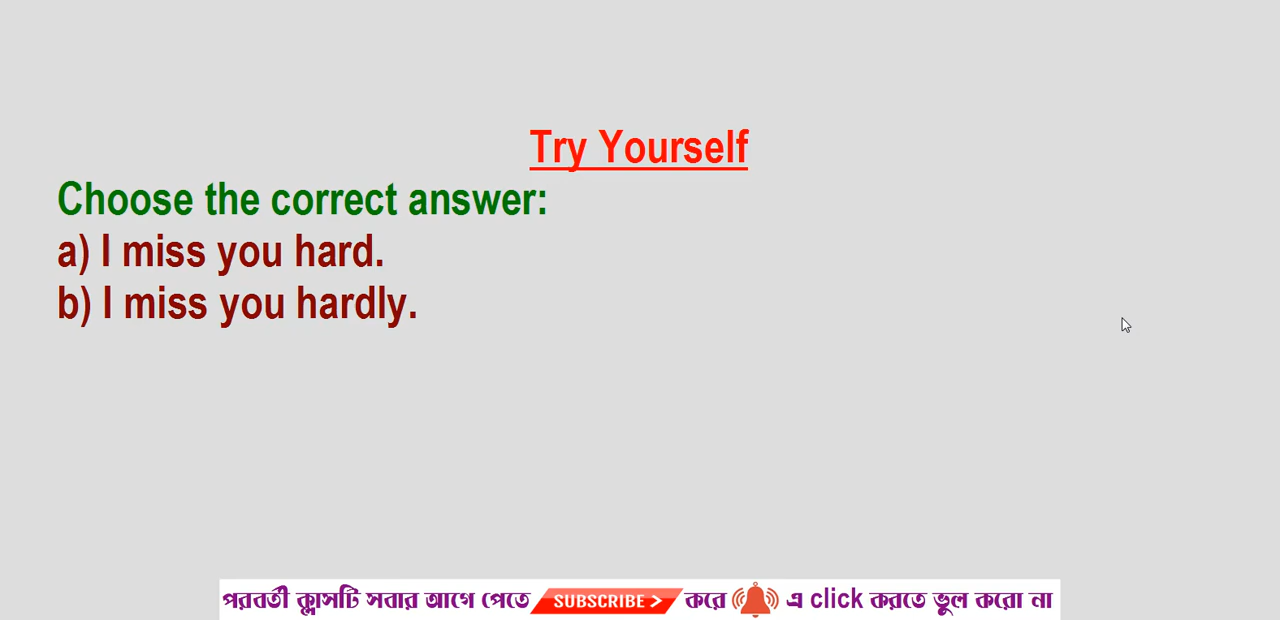 Try Yourself
Choose the correct answer:
a) I miss you hard.
b) I miss you hardly.
পরবর্তী ক্লাসটি সবার আগে পেতে SUBSCRIBE > করে এ click করতে ভুল করো না